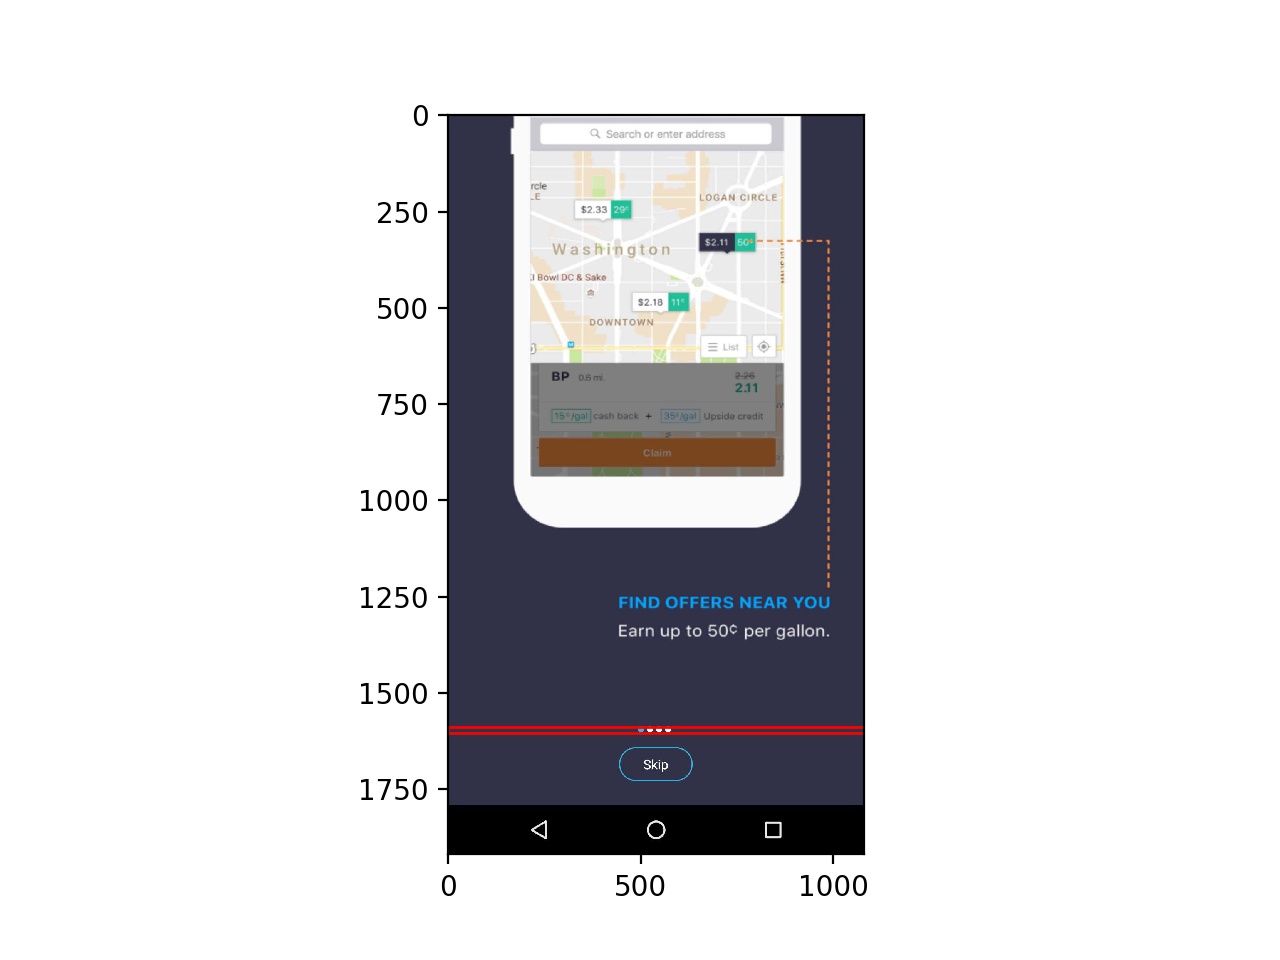 0
250
500
750
1000
1250
1500
1750
0 500 1000
Search or enter address
rcle
LE
LOGAN CIRCLE
$2.33 29¢
$2.11 50¢
Washington
Bowl DC & Sake
$2.18 11¢
DOWNTOWN
List
BP 0.6 mi. 2.26
2.11
15¢/gal cash back + 35¢/gal Upside credit
Claim
FIND OFFERS NEAR YOU
Earn up to 50¢ per gallon.
Skip